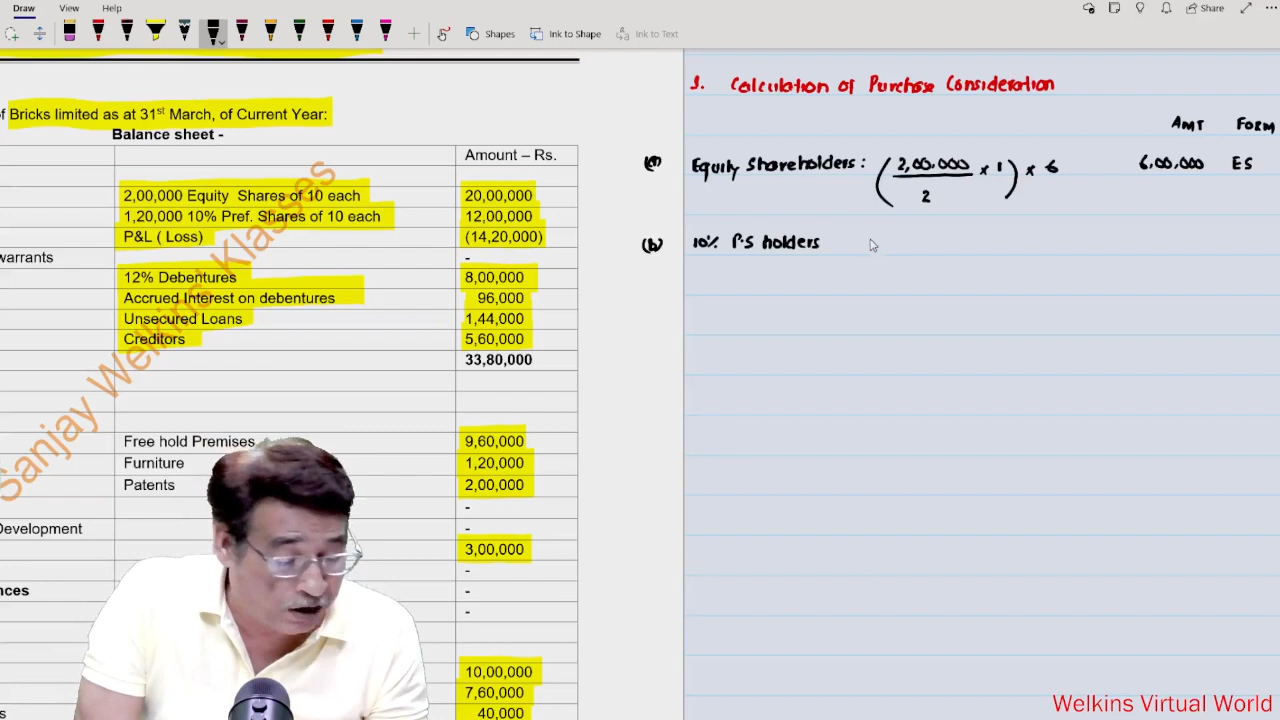 Draw View Help
Share
Shapes Ink to Shape Ink to Text
of Bricks limited as at 31st March, of Current Year:
Balance sheet -
Amount – Rs.
2,00,000 Equity Shares of 10 each 20,00,000
1,20,000 10% Pref. Shares of 10 each 12,00,000
P&L ( Loss) (14,20,000)
warrants -
12% Debentures 8,00,000
Accrued Interest on debentures 96,000
Unsecured Loans 1,44,000
Creditors 5,60,000
33,80,000
Free hold Premises 9,60,000
Furniture 1,20,000
Patents 2,00,000
-
Development -
3,00,000
-
nces -
-
10,00,000
7,60,000
s 40,000
Sanjay Welkins Klasses
1. Calculation of Purchase Consideration
AMT FORM
(a) Equity Shareholders: (2,00,000/2 × 1) × 6 6,00,000 ES
(b) 10% P.S holders
Welkins Virtual World